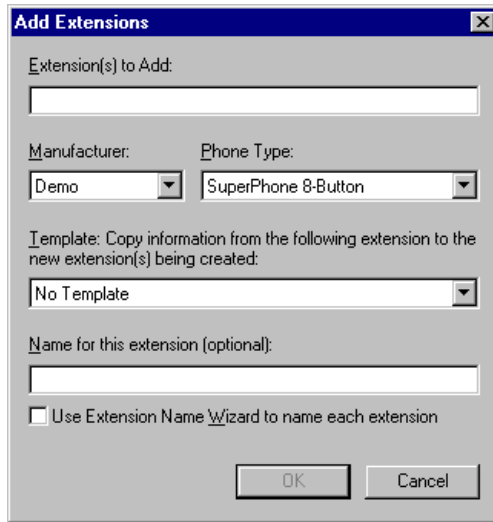 Add Extensions
Extension(s) to Add:
Manufacturer: Phone Type:
Demo SuperPhone 8-Button
Template: Copy information from the following extension to the
new extension(s) being created:
No Template
Name for this extension (optional):
Use Extension Name Wizard to name each extension
OK Cancel